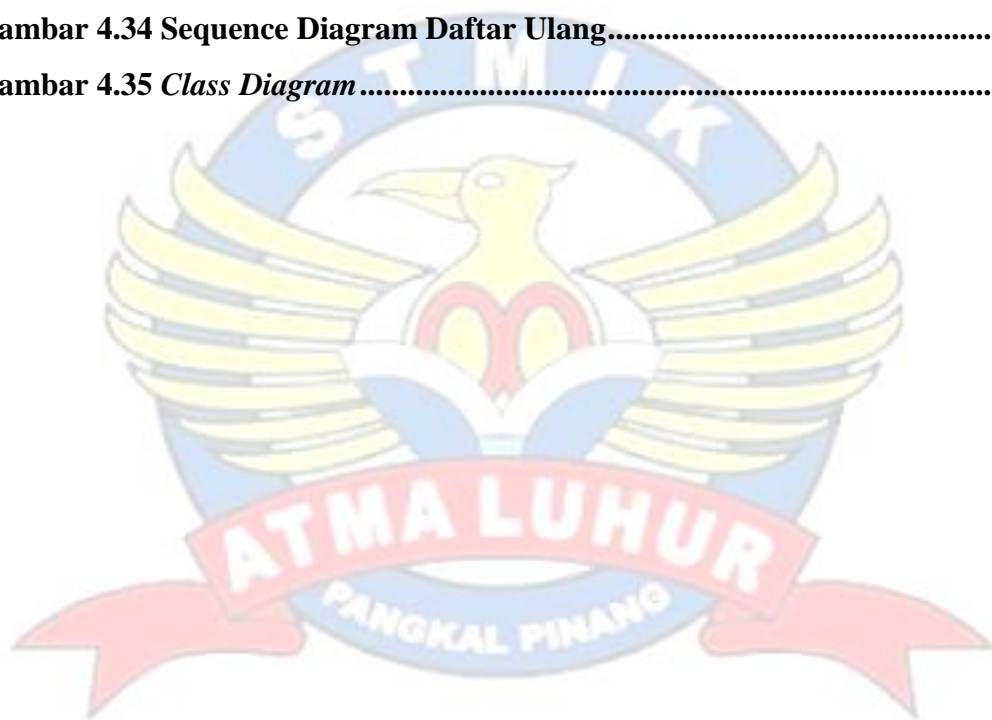 ambar 4.34 Sequence Diagram Daftar Ulang................................................
ambar 4.35 Class Diagram................................................................................
STMIK
ATMA LUHUR
PANGKAL PINANG